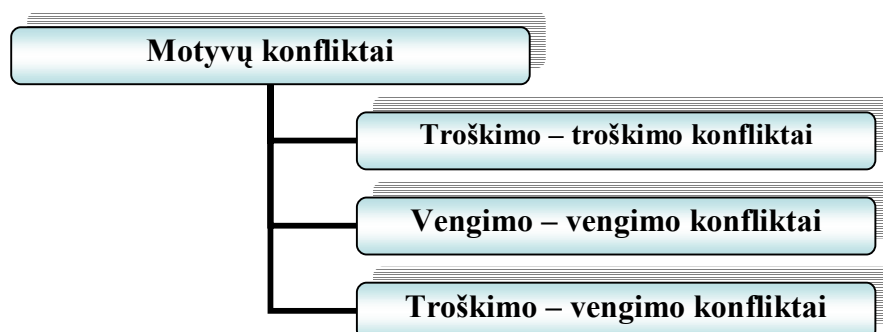 Motyvų konfliktai
Troškimo – troškimo konfliktai
Vengimo – vengimo konfliktai
Troškimo – vengimo konfliktai